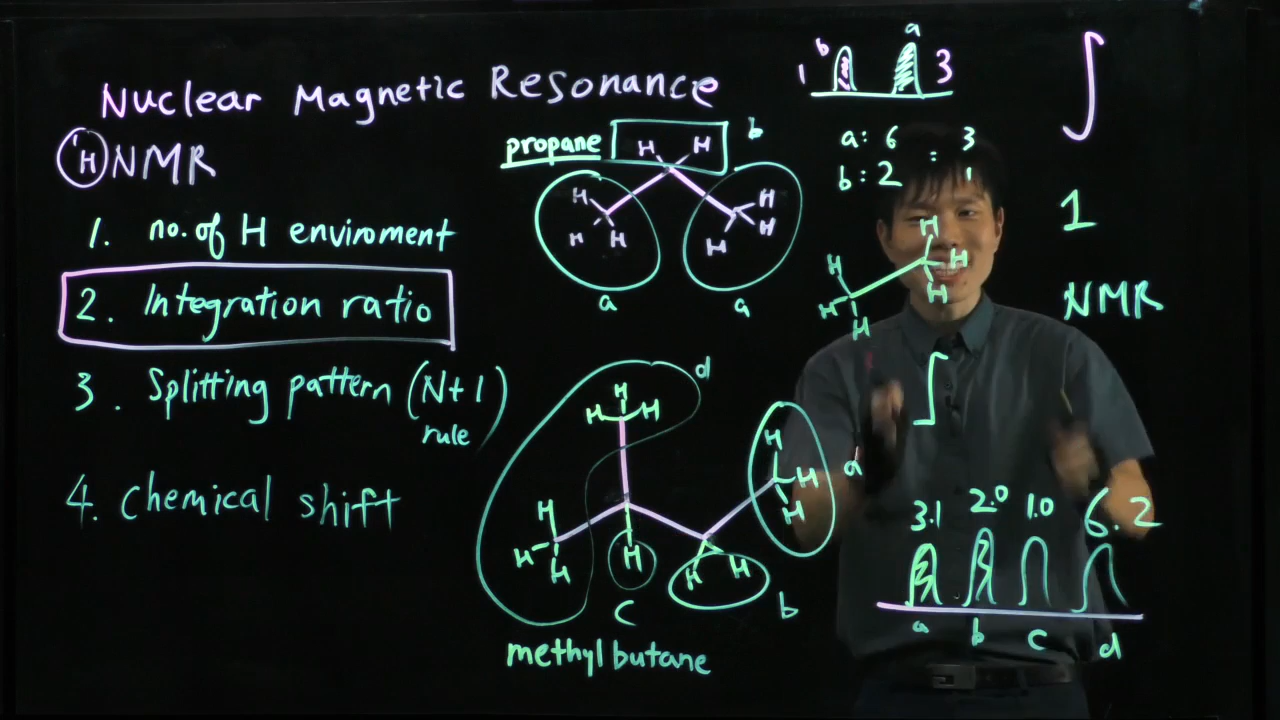 Nuclear Magnetic Resonance
¹H NMR
1. no. of H enviroment
2. Integration ratio
3. Splitting pattern (N+1)
rule
4. Chemical shift
propane
H H b
H H H
H H H
a a
b a
1 3
a: 6 : 3
b: 2 1
H
H H
H H
H
∫
∫
1
NMR
H d
H H
H
H a
H H
H
H
H H H H
H
c b
methyl butane
3.1 2.0 1.0 6.2
a b c d